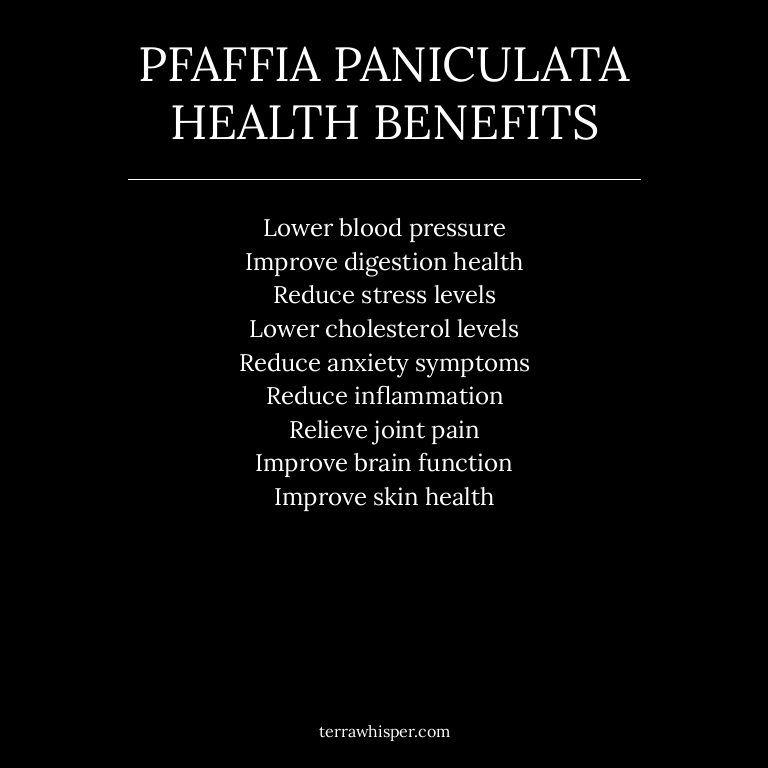 PFAFFIA PANICULATA
HEALTH BENEFITS
Lower blood pressure
Improve digestion health
Reduce stress levels
Lower cholesterol levels
Reduce anxiety symptoms
Reduce inflammation
Relieve joint pain
Improve brain function
Improve skin health
terrawhisper.com